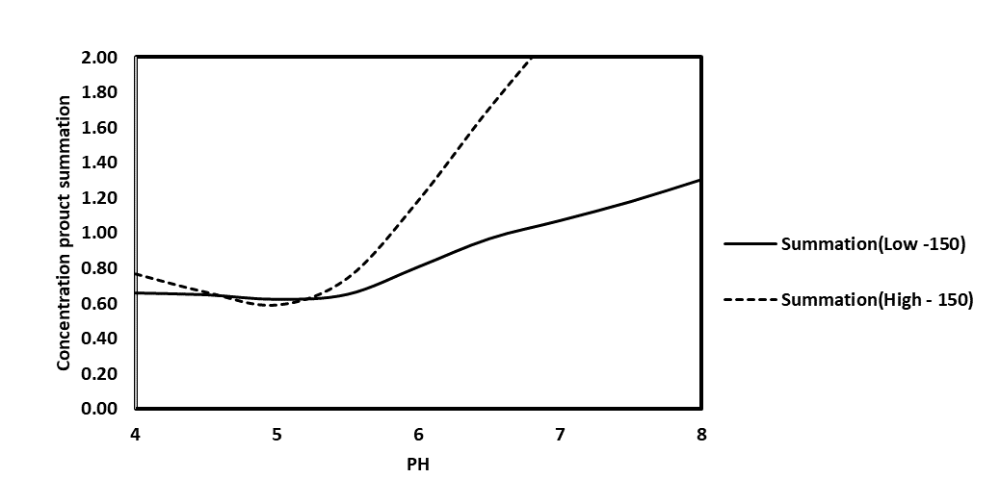 2.00
1.80
1.60
1.40
1.20
1.00
0.80
0.60
0.40
0.20
0.00
Concentration prouct summation
4 5 6 7 8
PH
Summation(Low -150)
Summation(High - 150)